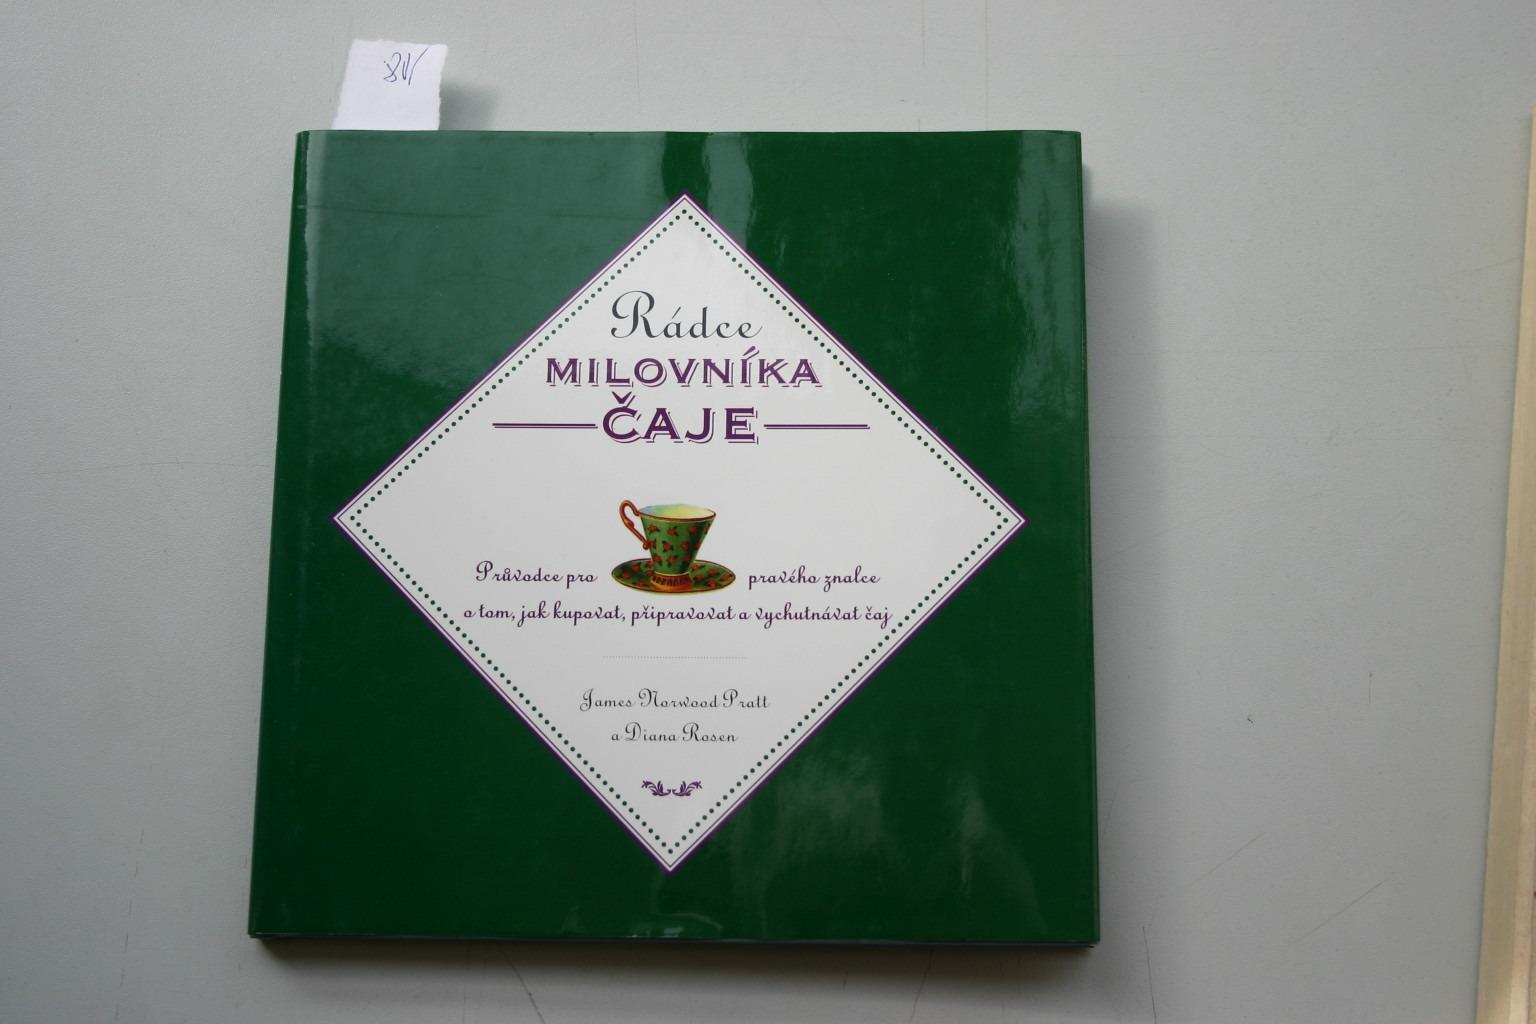 Rádce
MILOVNÍKA
ČAJE
Průvodce pro pravého znalce
o tom, jak kupovat, připravovat a vychutnávat čaj
James Norwood Pratt
a Diana Rosen